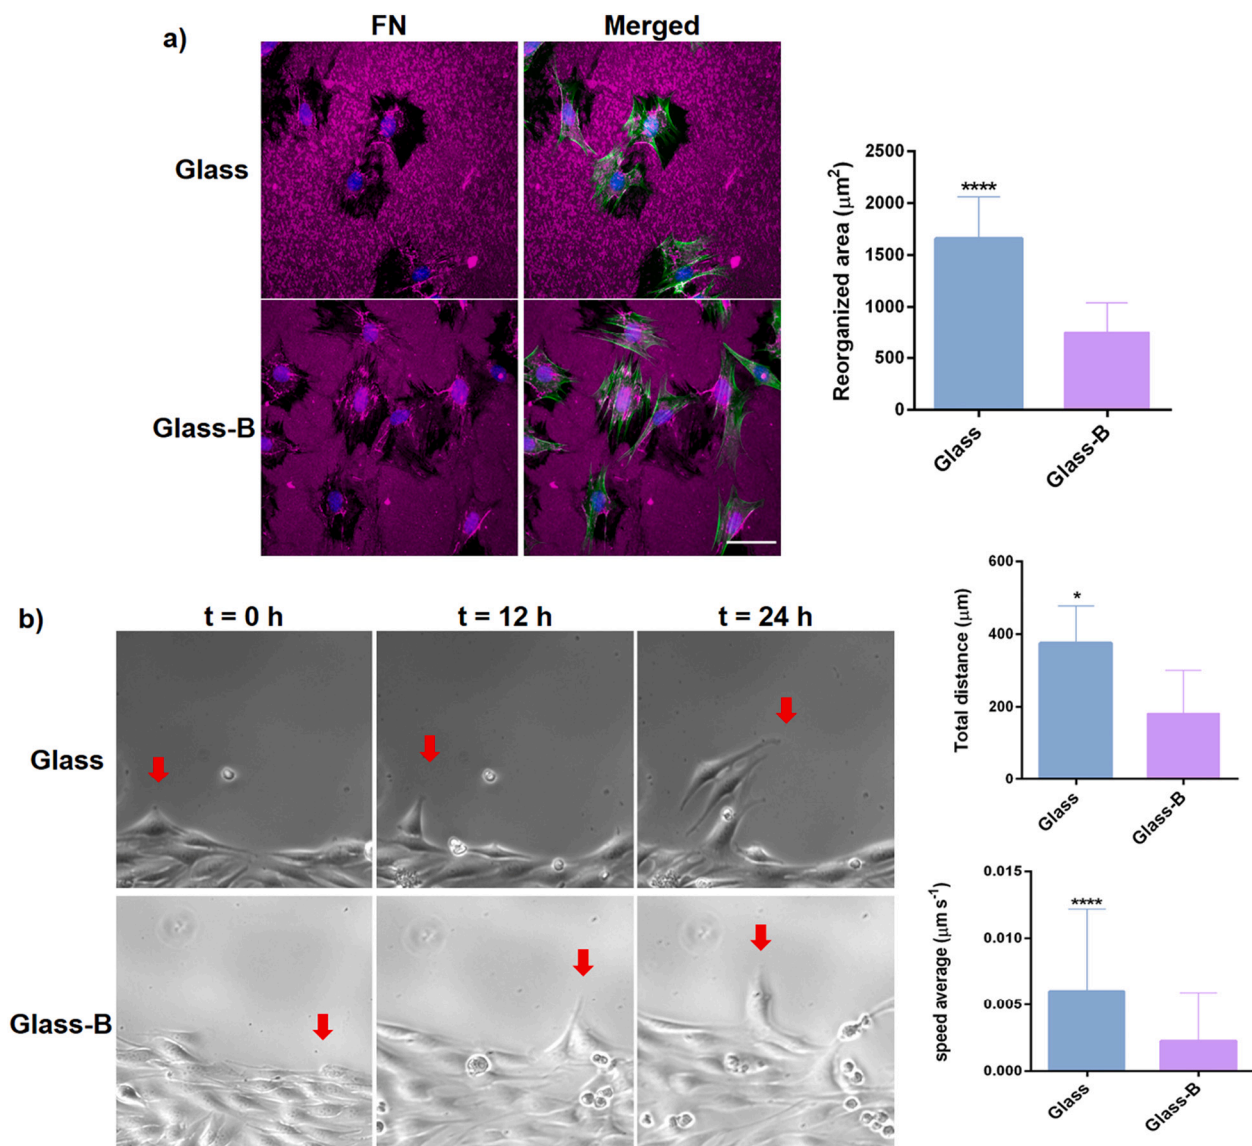 a)
FN
Merged
Glass
Glass-B
Reorganized area (μm²)
2500
2000
1500
1000
500
0
****
Glass
Glass-B
b)
t = 0 h
t = 12 h
t = 24 h
Glass
Glass-B
Total distance (μm)
600
400
200
0
*
Glass
Glass-B
speed average (μm s⁻¹)
0.015
0.010
0.005
0.000
****
Glass
Glass-B